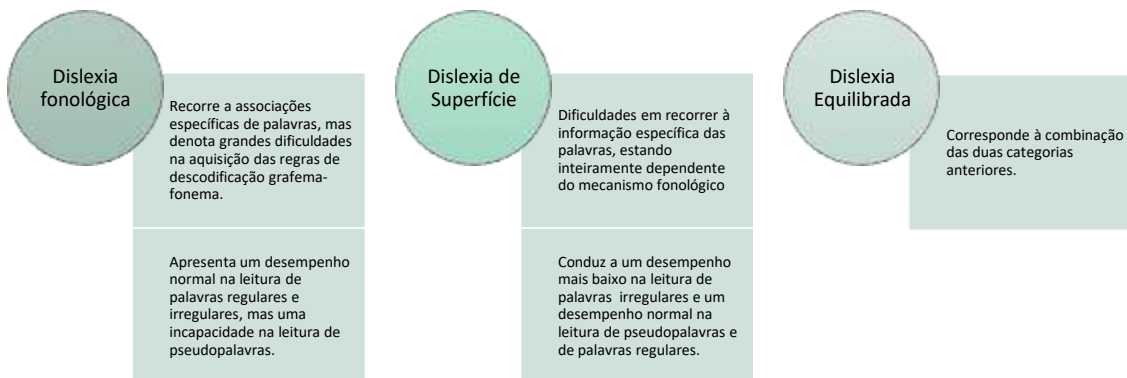 Dislexia
fonológica
Recorre a associações
específicas de palavras, mas
denota grandes dificuldades
na aquisição das regras de
descodificação grafema-
fonema.
Apresenta um desempenho
normal na leitura de
palavras regulares e
irregulares, mas uma
incapacidade na leitura de
pseudopalavras.
Dislexia de
Superfície
Dificuldades em recorrer à
informação específica das
palavras, estando
inteiramente dependente
do mecanismo fonológico
Conduz a um desempenho
mais baixo na leitura de
palavras irregulares e um
desempenho normal na
leitura de pseudopalavras e
de palavras regulares.
Dislexia
Equilibrada
Corresponde à combinação
das duas categorias
anteriores.